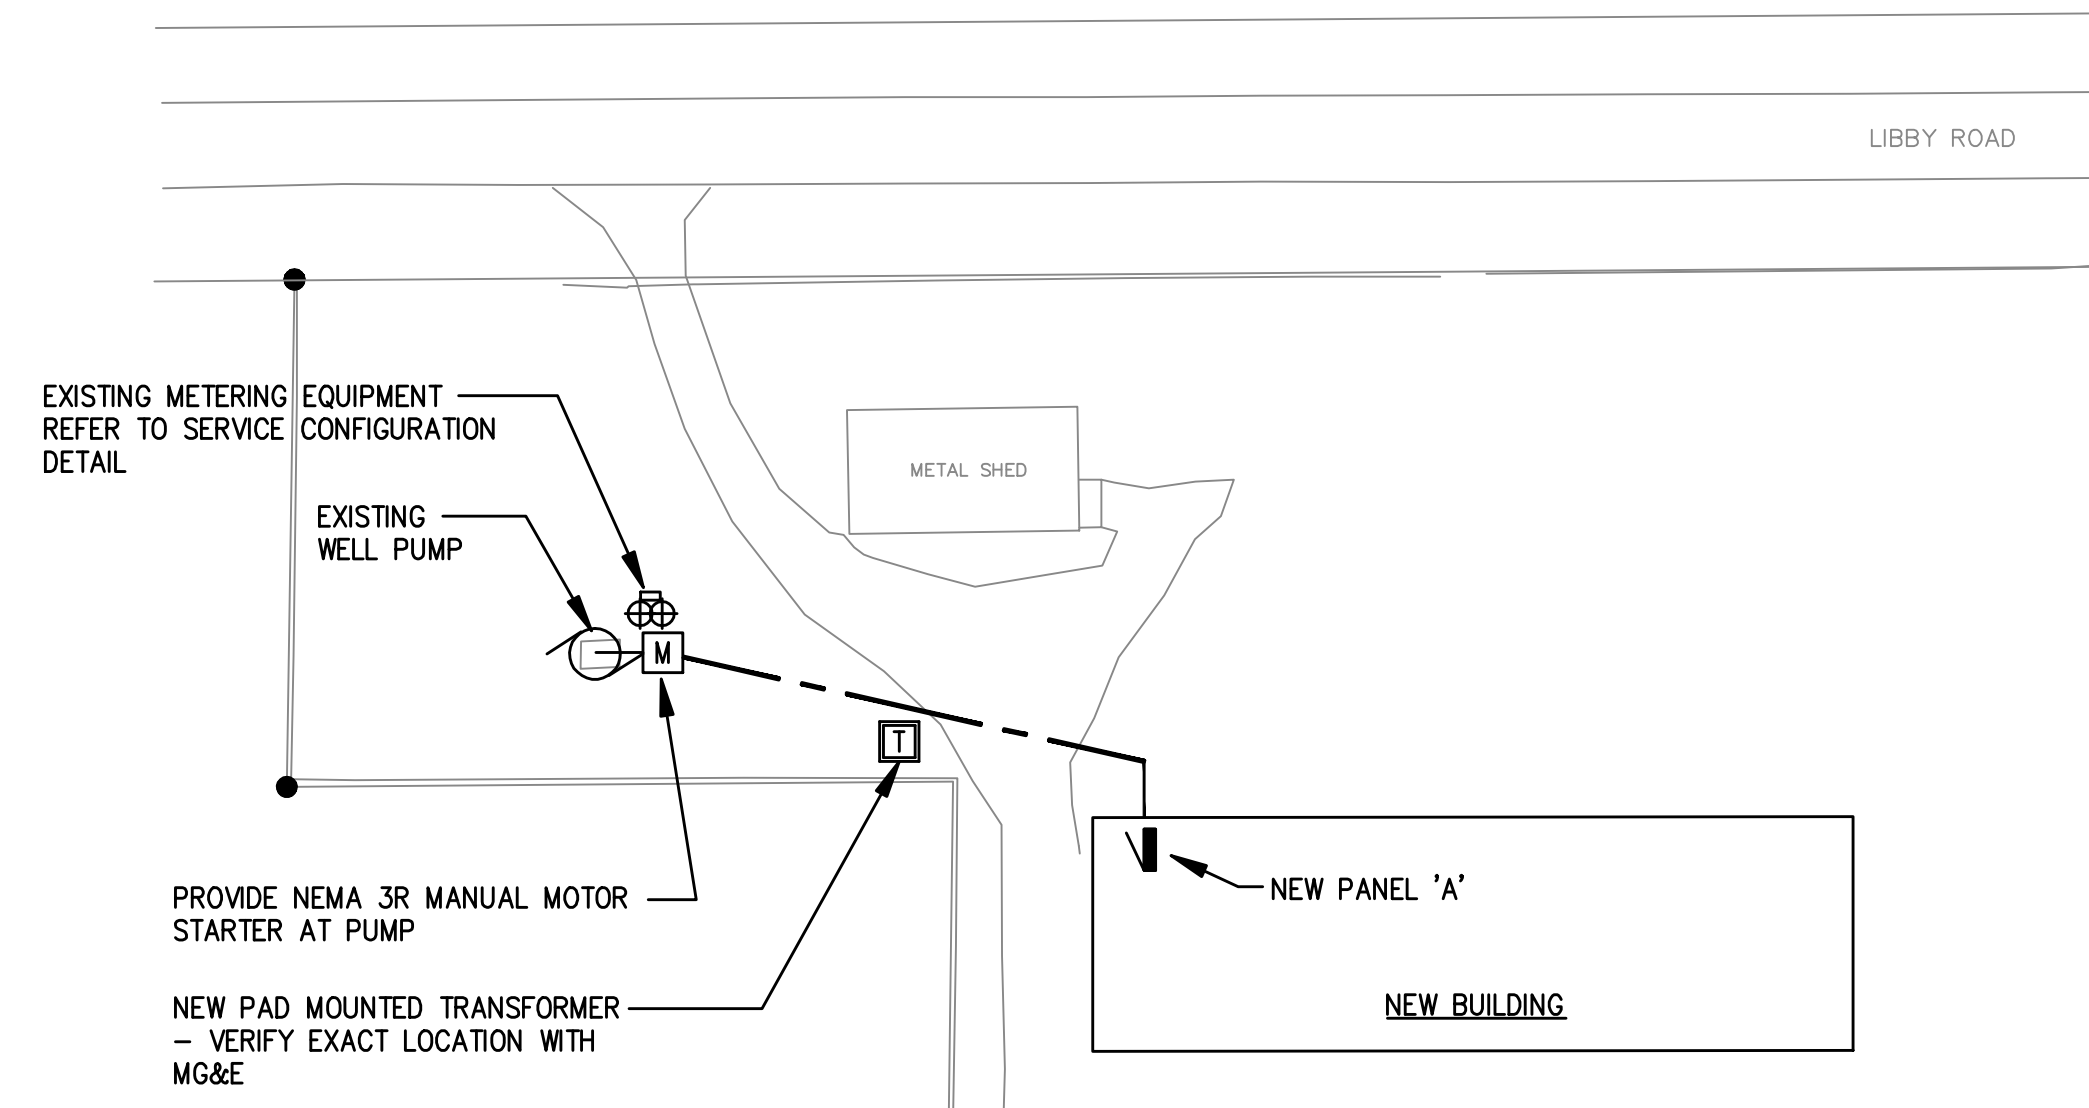 LIBBY ROAD
EXISTING METERING EQUIPMENT
REFER TO SERVICE CONFIGURATION
DETAIL
METAL SHED
EXISTING
WELL PUMP
M
T
PROVIDE NEMA 3R MANUAL MOTOR
STARTER AT PUMP
NEW PANEL 'A'
NEW PAD MOUNTED TRANSFORMER
- VERIFY EXACT LOCATION WITH
MG&E
NEW BUILDING